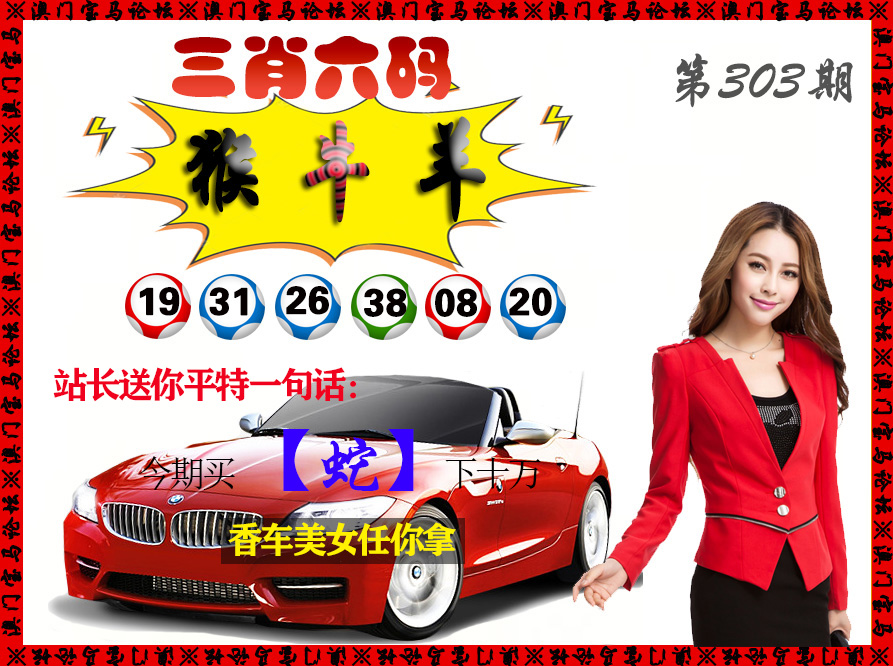 ※澳门宝马论坛※澳门宝马论坛※澳门宝马论坛※澳门宝马论坛※澳门宝马论坛※
三肖六码
第303期
猴 牛 羊
19 31 26 38 08 20
站长送你平特一句话：
今期买【蛇】下十万
香车美女任你拿